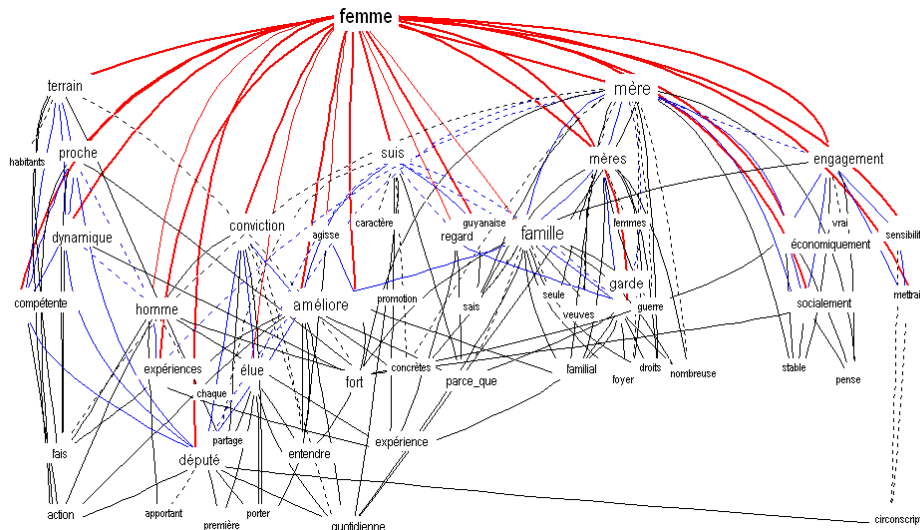 femme
terrain
mère
habitants
proche
suis
mères
engagement
dynamique
conviction
agisse
caractère
regard
guyanaise
famille
femmes
vrai
sensibilit
économiquement
compétente
homme
améliore
promotion
sais
seule
garde
veuves
guerre
socialement
mettrai
expériences
chaque
élue
fort
concrètes
parce_que
familial
foyer
droits
nombreuse
stable
pense
fais
partage
député
entendre
expérience
action
apportant
première
porter
quotidienne
circonscript